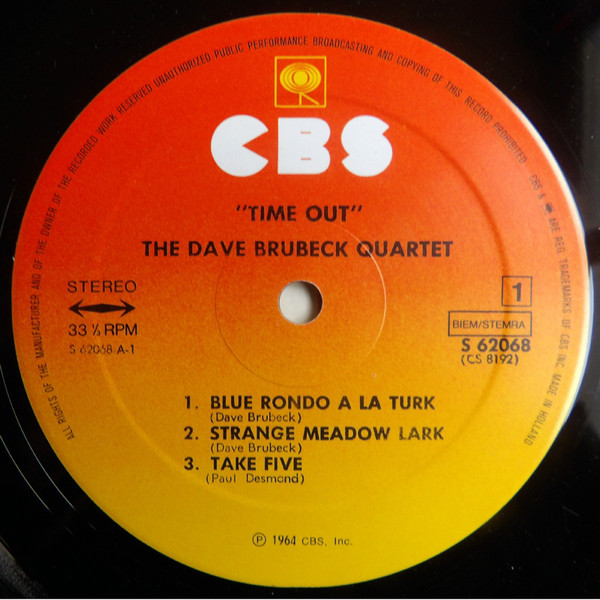 ALL RIGHTS OF THE MANUFACTURER AND OF THE OWNER OF THE RECORDED WORK RESERVED UNAUTHORIZED PUBLIC PERFORMANCE BROADCASTING AND COPYING OF THIS RECORD PROHIBITED
CBS
"TIME OUT"
THE DAVE BRUBECK QUARTET
STEREO
33 ⅓ RPM
S 62068-A-1
1
BIEM/STEMRA
S 62068
(CS 8192)
1. BLUE RONDO A LA TURK
(Dave Brubeck)
2. STRANGE MEADOW LARK
(Dave Brubeck)
3. TAKE FIVE
(Paul Desmond)
℗ 1964 CBS, Inc.
CBS & ARE REG. TRADEMARKS OF CBS INC. MADE IN HOLLAND